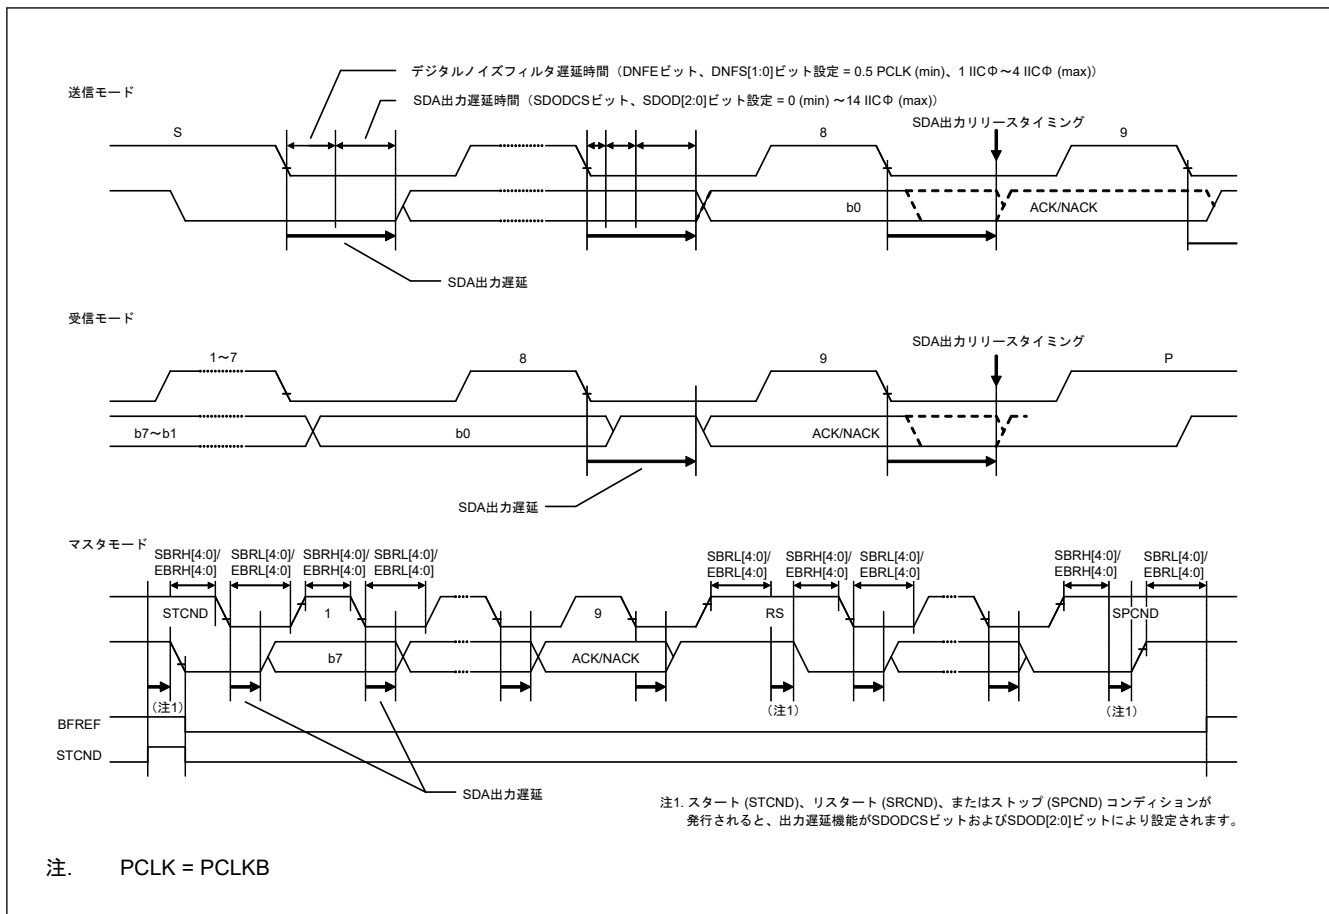 デジタルノイズフィルタ遅延時間（DNFEビット、DNFS[1:0]ビット設定 = 0.5 PCLK (min)、1 IICΦ～4 IICΦ (max)）
送信モード
SDA出力遅延時間（SDODCSビット、SDOD[2:0]ビット設定 = 0 (min) ～14 IICΦ (max)）
SDA出力リリースタイミング
S
8
9
b0
ACK/NACK
SDA出力遅延
受信モード
SDA出力リリースタイミング
1～7
8
9
P
b7～b1
b0
ACK/NACK
SDA出力遅延
マスタモード
SBRH[4:0]/
EBRH[4:0]
SBRL[4:0]/
EBRL[4:0]
SBRH[4:0]/
EBRH[4:0]
SBRL[4:0]/
EBRL[4:0]
SBRL[4:0]/
EBRL[4:0]
SBRH[4:0]/
EBRH[4:0]
SBRL[4:0]/
EBRL[4:0]
SBRH[4:0]/
EBRH[4:0]
SBRL[4:0]/
EBRL[4:0]
STCND
1
9
RS
SPCND
b7
ACK/NACK
（注1）
（注1）
（注1）
BFREF
STCND
SDA出力遅延
注1. スタート (STCND)、リスタート (SRCND)、またはストップ (SPCND) コンディションが
発行されると、出力遅延機能がSDODCSビットおよびSDOD[2:0]ビットにより設定されます。
注. PCLK = PCLKB